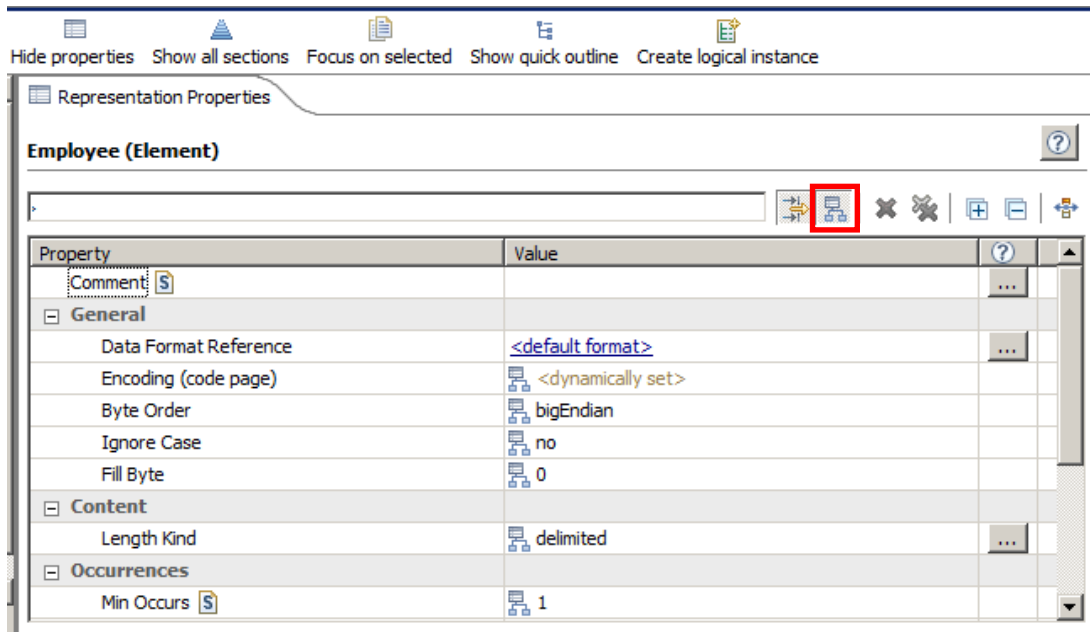 Hide properties Show all sections Focus on selected Show quick outline Create logical instance
Representation Properties
Employee (Element)
Property Value
Comment S ...
General
Data Format Reference <default format> ...
Encoding (code page) <dynamically set>
Byte Order bigEndian
Ignore Case no
Fill Byte 0
Content
Length Kind delimited ...
Occurrences
Min Occurs S 1